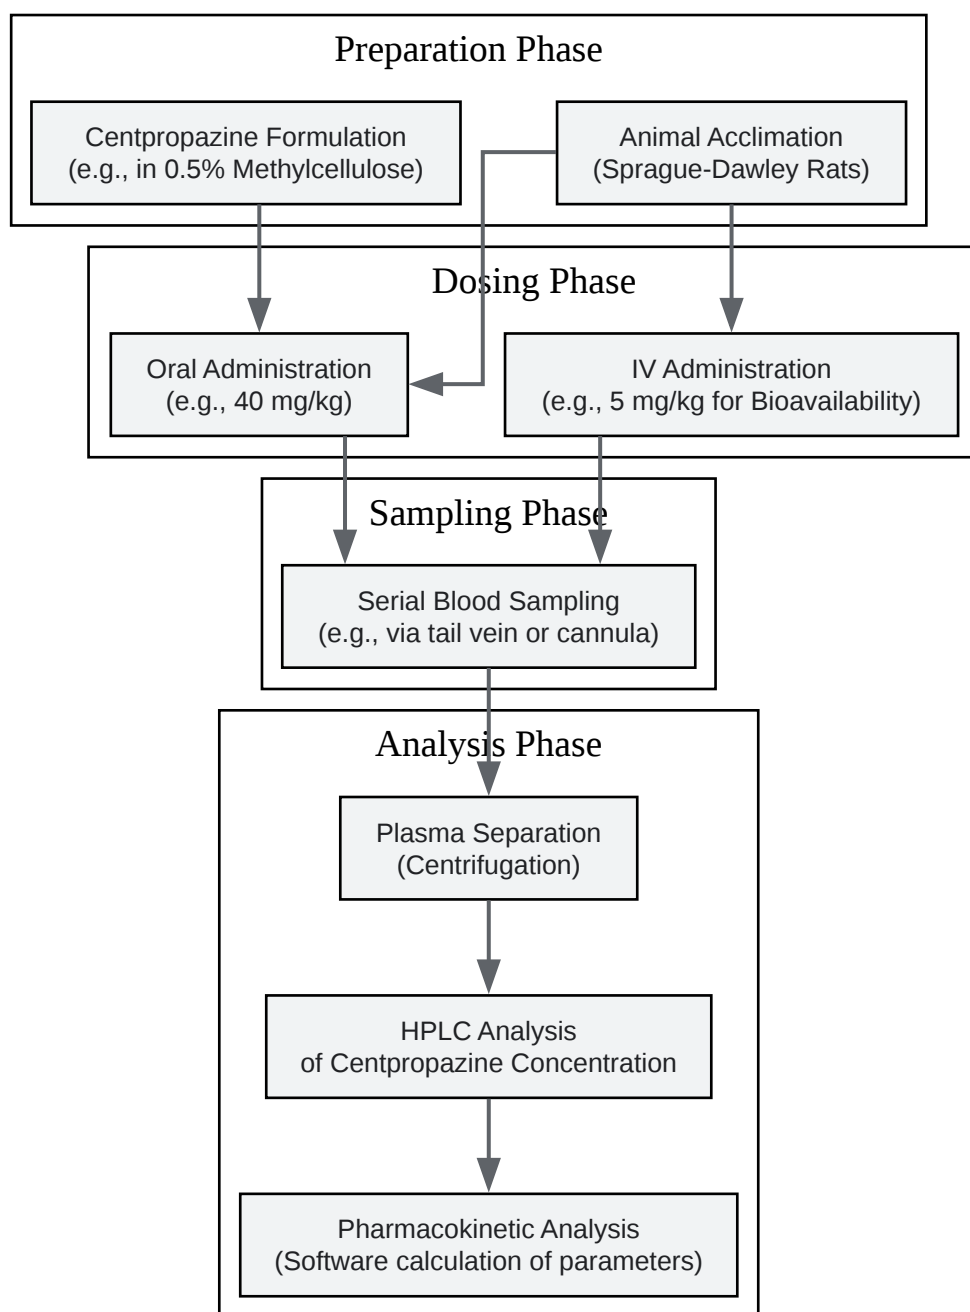 Preparation Phase
Centpropazine Formulation
(e.g., in 0.5% Methylcellulose)
Animal Acclimation
(Sprague-Dawley Rats)
Dosing Phase
Oral Administration
(e.g., 40 mg/kg)
IV Administration
(e.g., 5 mg/kg for Bioavailability)
Sampling Phase
Serial Blood Sampling
(e.g., via tail vein or cannula)
Analysis Phase
Plasma Separation
(Centrifugation)
HPLC Analysis
of Centpropazine Concentration
Pharmacokinetic Analysis
(Software calculation of parameters)